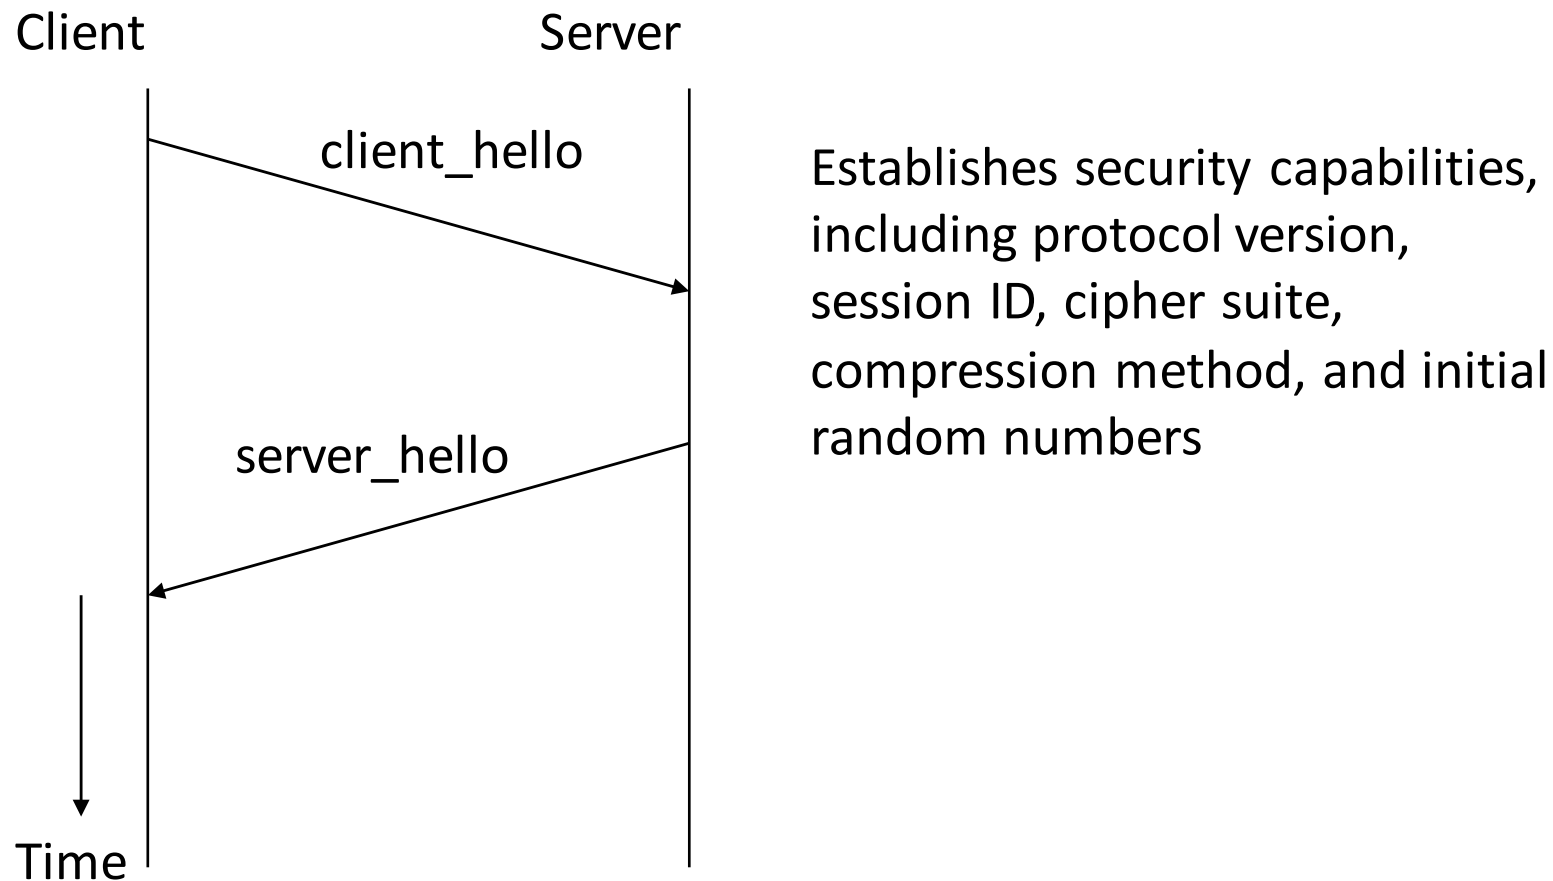 Client
Server
client_hello
Establishes security capabilities,
including protocol version,
session ID, cipher suite,
compression method, and initial
random numbers
server_hello
Time